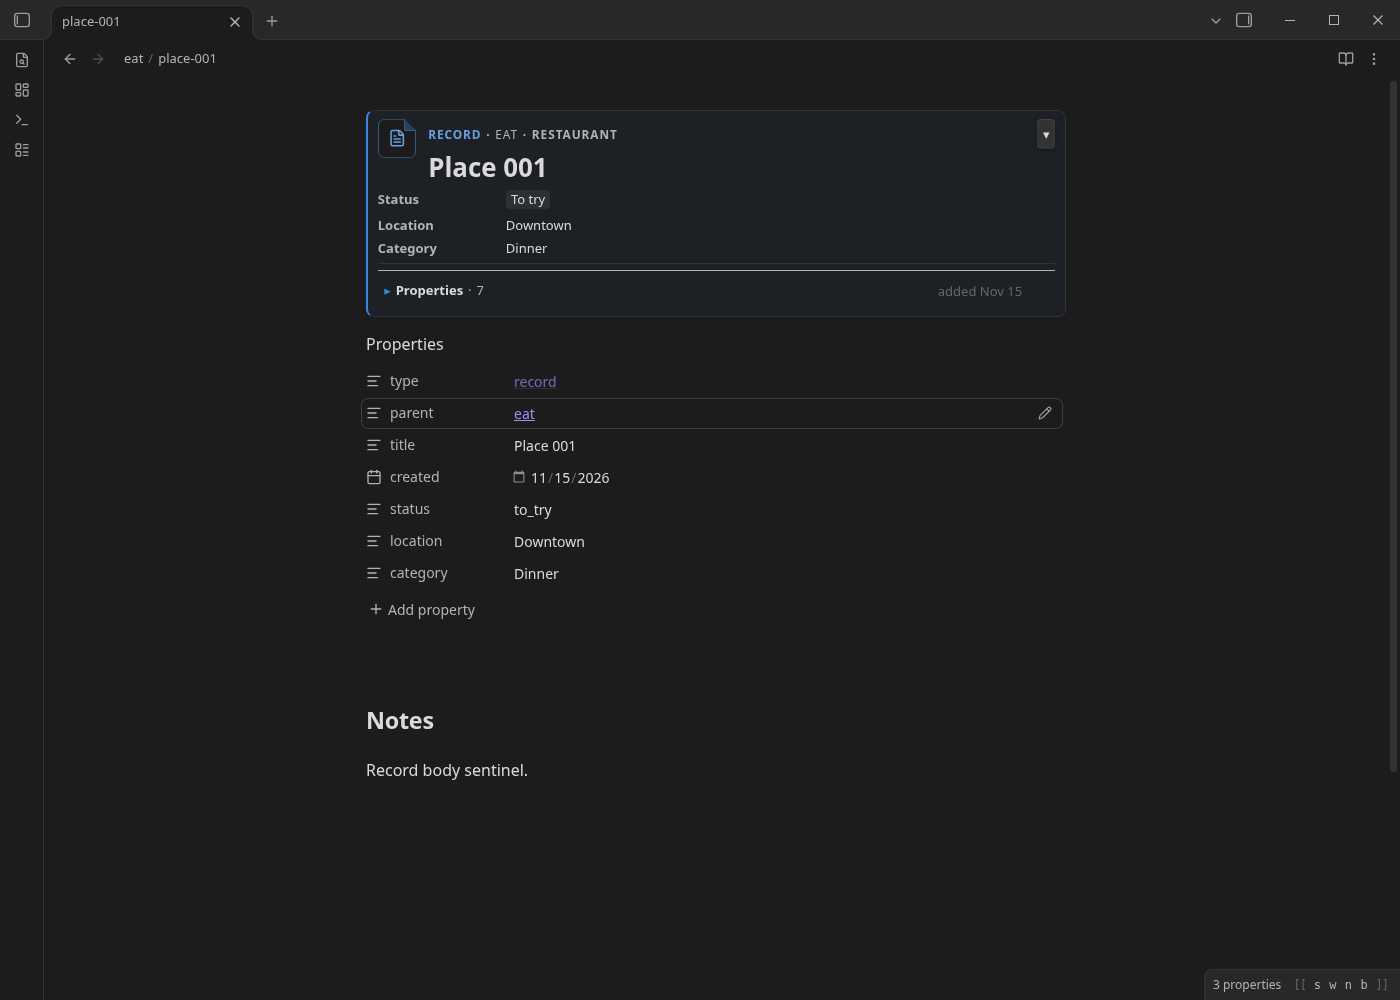 place-001
eat / place-001
RECORD · EAT · RESTAURANT
Place 001
Status To try
Location Downtown
Category Dinner
Properties · 7 added Nov 15
Properties
type record
parent eat
title Place 001
created 11/15/2026
status to_try
location Downtown
category Dinner
Add property
Notes
Record body sentinel.
3 properties [[ s w n b ]]